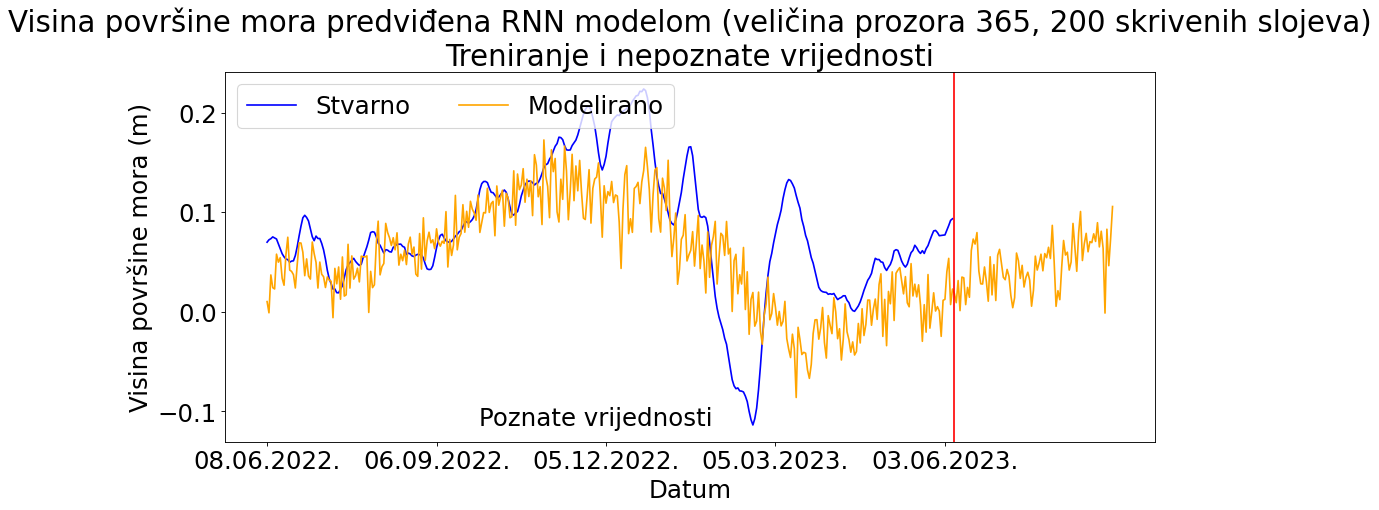 Visina površine mora predviđena RNN modelom (veličina prozora 365, 200 skrivenih slojeva)
Treniranje i nepoznate vrijednosti
Stvarno Modelirano
Visina površine mora (m)
0.2
0.1
0.0
−0.1
Poznate vrijednosti
08.06.2022. 06.09.2022. 05.12.2022. 05.03.2023. 03.06.2023.
Datum